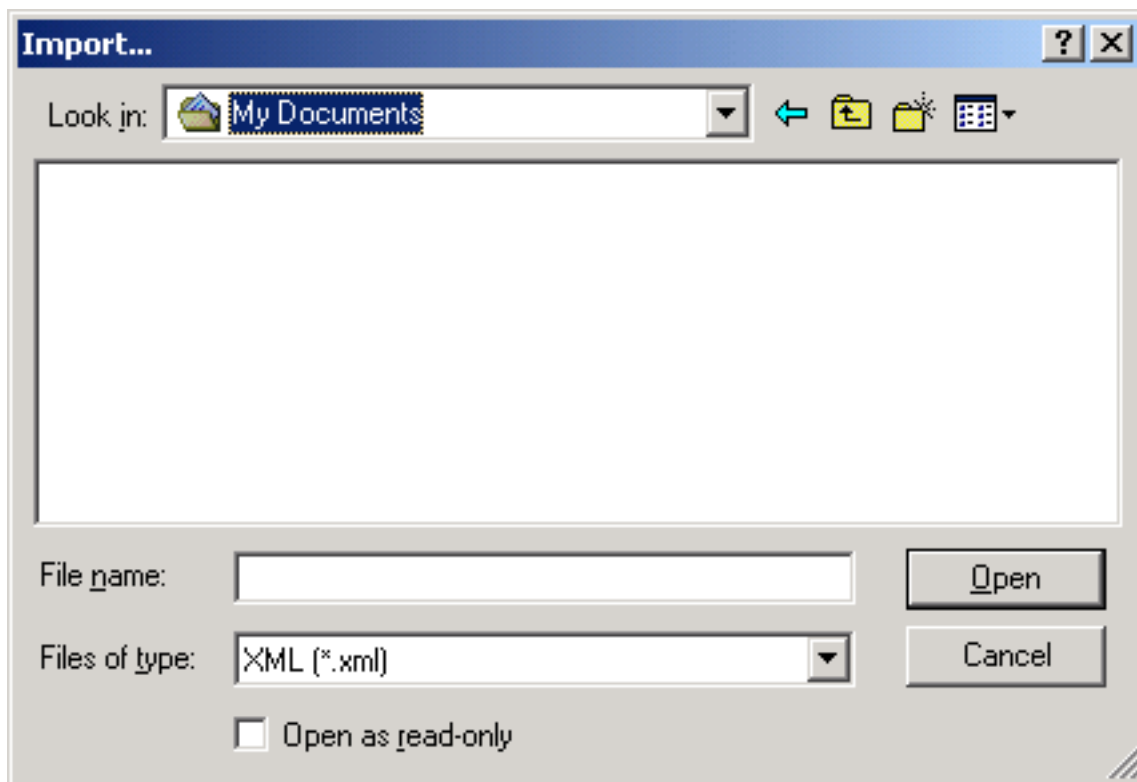 Import...
Look in: My Documents
File name:
Open
Files of type: XML (*.xml)
Cancel
Open as read-only